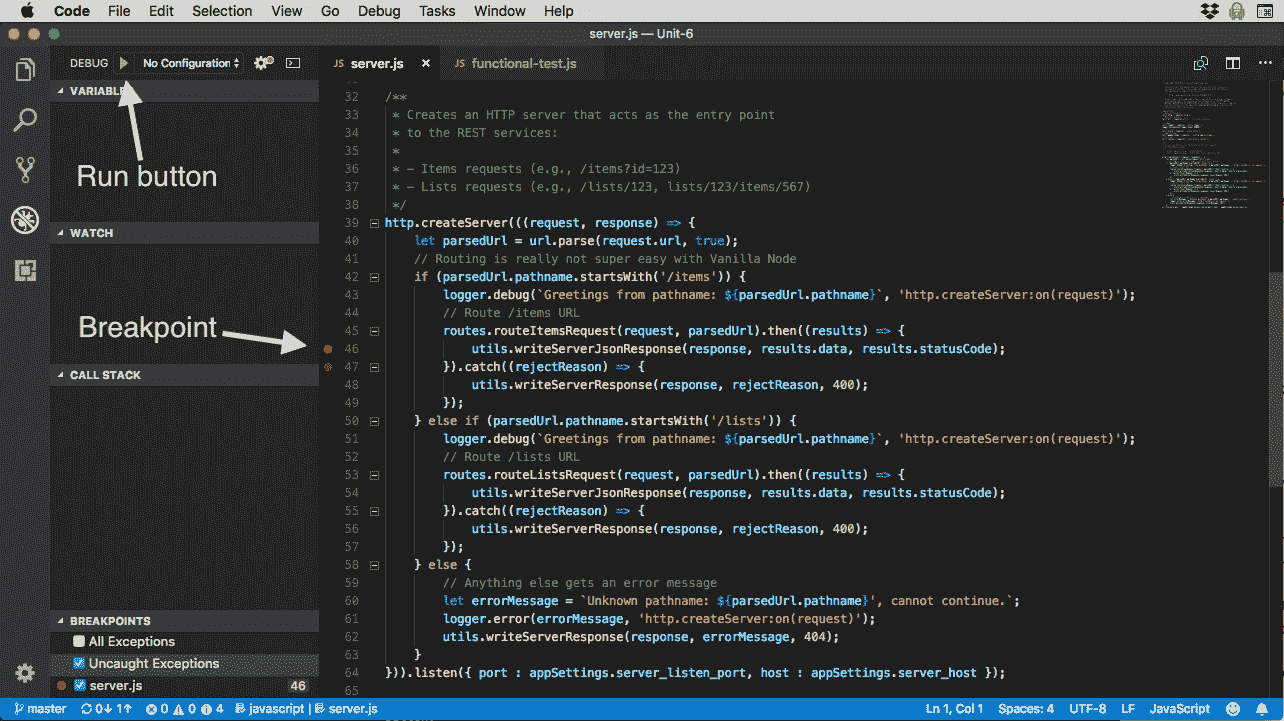 Code File Edit Selection View Go Debug Tasks Window Help
server.js — Unit-6
DEBUG No Configuration
JS server.js × JS functional-test.js
VARIABLE
Run button
WATCH
Breakpoint
CALL STACK
BREAKPOINTS
All Exceptions
Uncaught Exceptions
server.js 46
32 /**
33 * Creates an HTTP server that acts as the entry point
34 * to the REST services:
35 *
36 * - Items requests (e.g., /items?id=123)
37 * - Lists requests (e.g., /lists/123, lists/123/items/567)
38 */
39 http.createServer(((request, response) => {
40 let parsedUrl = url.parse(request.url, true);
41 // Routing is really not super easy with Vanilla Node
42 if (parsedUrl.pathname.startsWith('/items')) {
43 logger.debug(`Greetings from pathname: ${parsedUrl.pathname}`, 'http.createServer:on(request)');
44 // Route /items URL
45 routes.routeItemsRequest(request, parsedUrl).then((results) => {
46 utils.writeServerJsonResponse(response, results.data, results.statusCode);
47 }).catch((rejectReason) => {
48 utils.writeServerResponse(response, rejectReason, 400);
49 });
50 } else if (parsedUrl.pathname.startsWith('/lists')) {
51 logger.debug(`Greetings from pathname: ${parsedUrl.pathname}`, 'http.createServer:on(request)');
52 // Route /lists URL
53 routes.routeListsRequest(request, parsedUrl).then((results) => {
54 utils.writeServerJsonResponse(response, results.data, results.statusCode);
55 }).catch((rejectReason) => {
56 utils.writeServerResponse(response, rejectReason, 400);
57 });
58 } else {
59 // Anything else gets an error message
60 let errorMessage = `Unknown pathname: ${parsedUrl.pathname}', cannot continue.`;
61 logger.error(errorMessage, 'http.createServer:on(request)');
62 utils.writeServerResponse(response, errorMessage, 404);
63 }
64 })).listen({ port : appSettings.server_listen_port, host : appSettings.server_host });
65
master 0↓ 1↑ 0 0 4 javascript | server.js Ln 1, Col 1 Spaces: 4 UTF-8 LF JavaScript